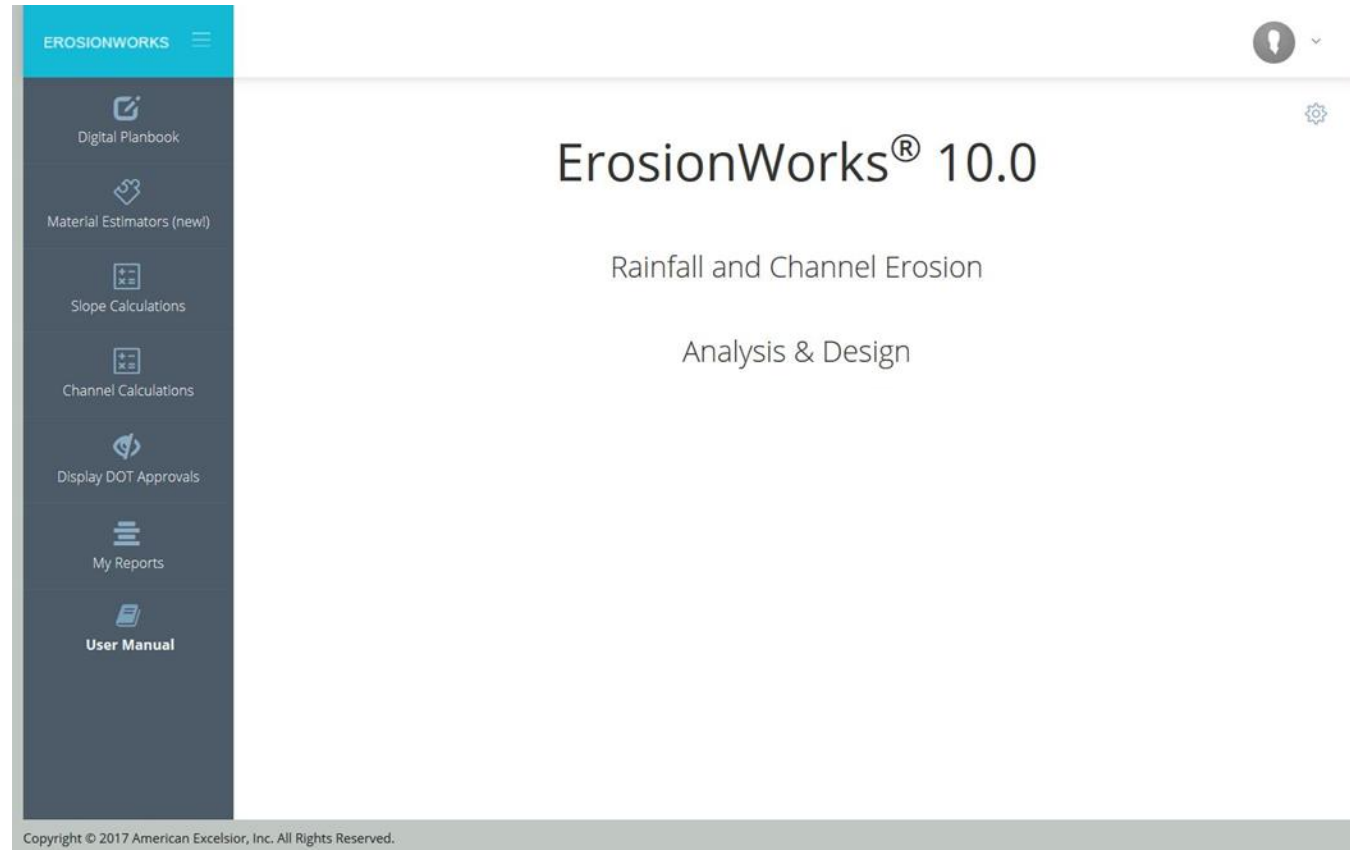 EROSIONWORKS
Digital Planbook
Material Estimators (new!)
Slope Calculations
Channel Calculations
Display DOT Approvals
My Reports
User Manual
ErosionWorks® 10.0
Rainfall and Channel Erosion
Analysis & Design
Copyright © 2017 American Excelsior, Inc. All Rights Reserved.